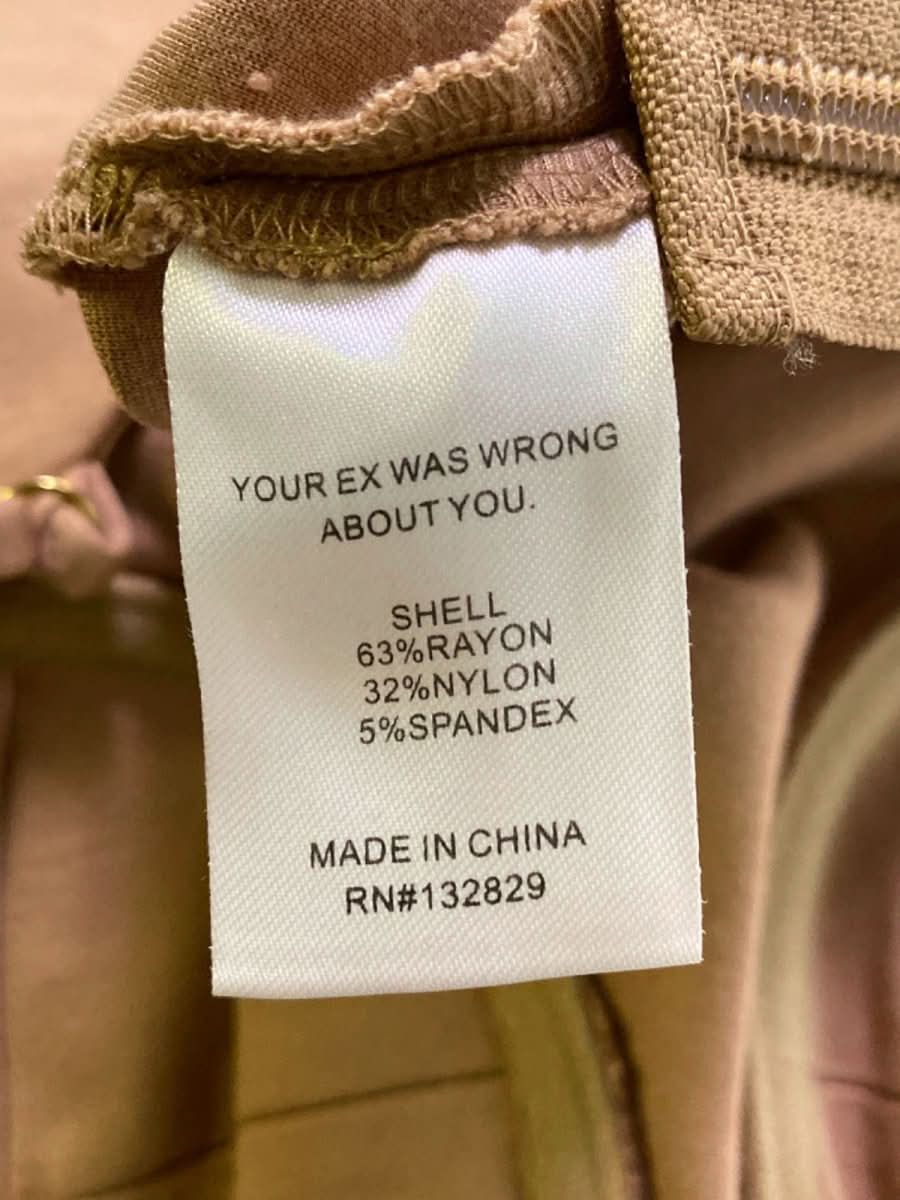 YOUR EX WAS WRONG
ABOUT YOU.
SHELL
63%RAYON
32%NYLON
5%SPANDEX
MADE IN CHINA
RN#132829